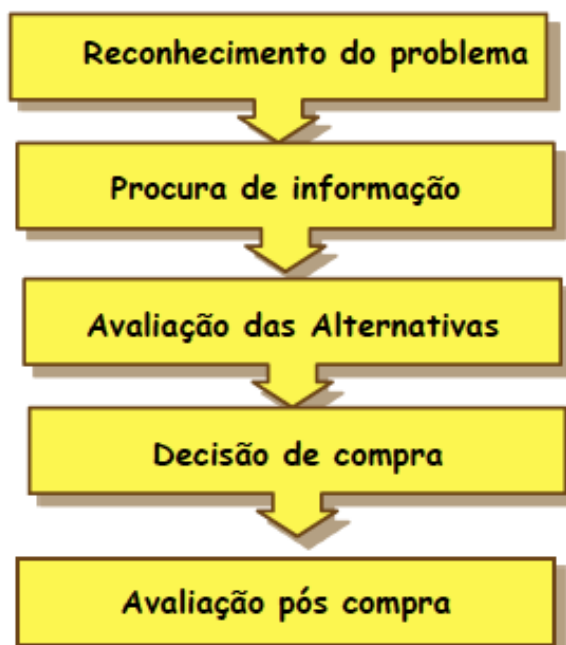 Reconhecimento do problema
Procura de informação
Avaliação das Alternativas
Decisão de compra
Avaliação pós compra